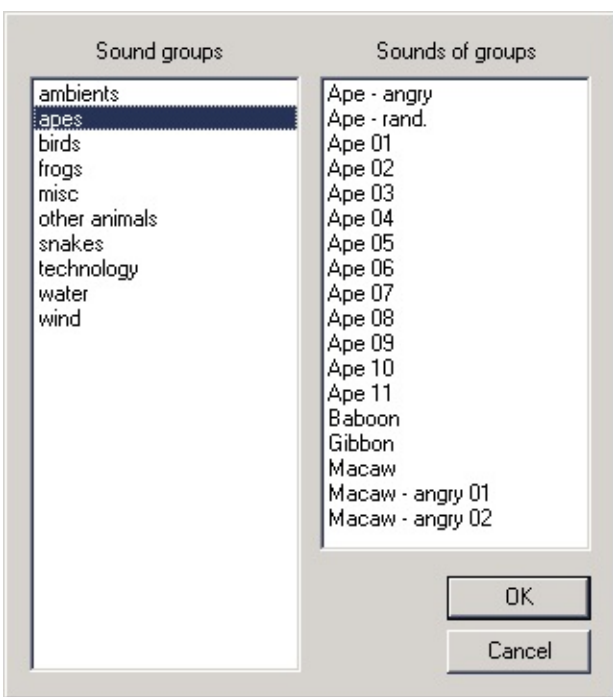 Sound groups
ambients
apes
birds
frogs
misc
other animals
snakes
technology
water
wind
Sounds of groups
Ape - angry
Ape - rand.
Ape 01
Ape 02
Ape 03
Ape 04
Ape 05
Ape 06
Ape 07
Ape 08
Ape 09
Ape 10
Ape 11
Baboon
Gibbon
Macaw
Macaw - angry 01
Macaw - angry 02
OK
Cancel